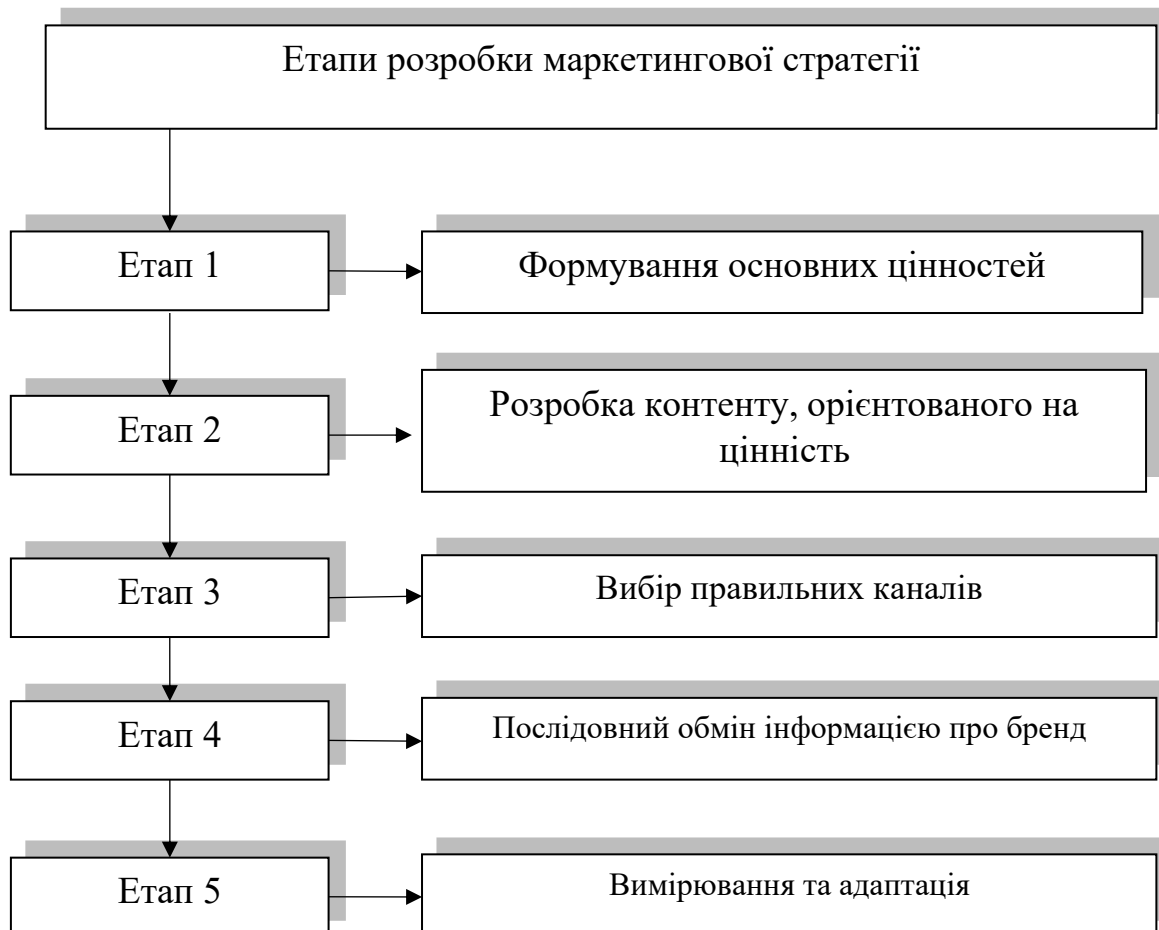 Етапи розробки маркетингової стратегії
Етап 1
Формування основних цінностей
Етап 2
Розробка контенту, орієнтованого на
цінність
Етап 3
Вибір правильних каналів
Етап 4
Послідовний обмін інформацією про бренд
Етап 5
Вимірювання та адаптація